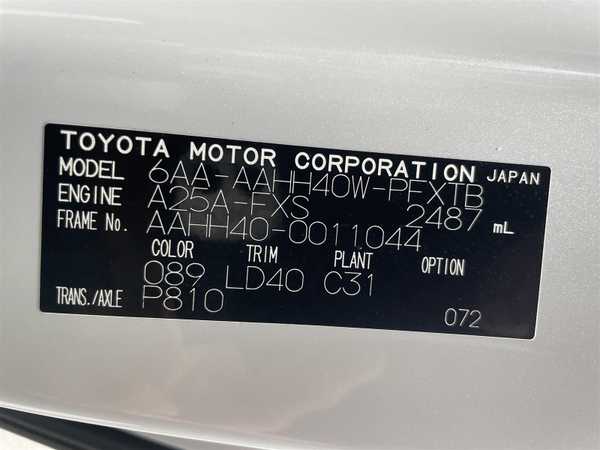 TOYOTA MOTOR CORPORATION JAPAN
MODEL 6AA-AAHH40W-PFXTB
ENGINE A25A-FXS 2487 mL
FRAME No. AAHH40-0011044
COLOR TRIM PLANT OPTION
089 LD40 C31
TRANS./AXLE P810
072